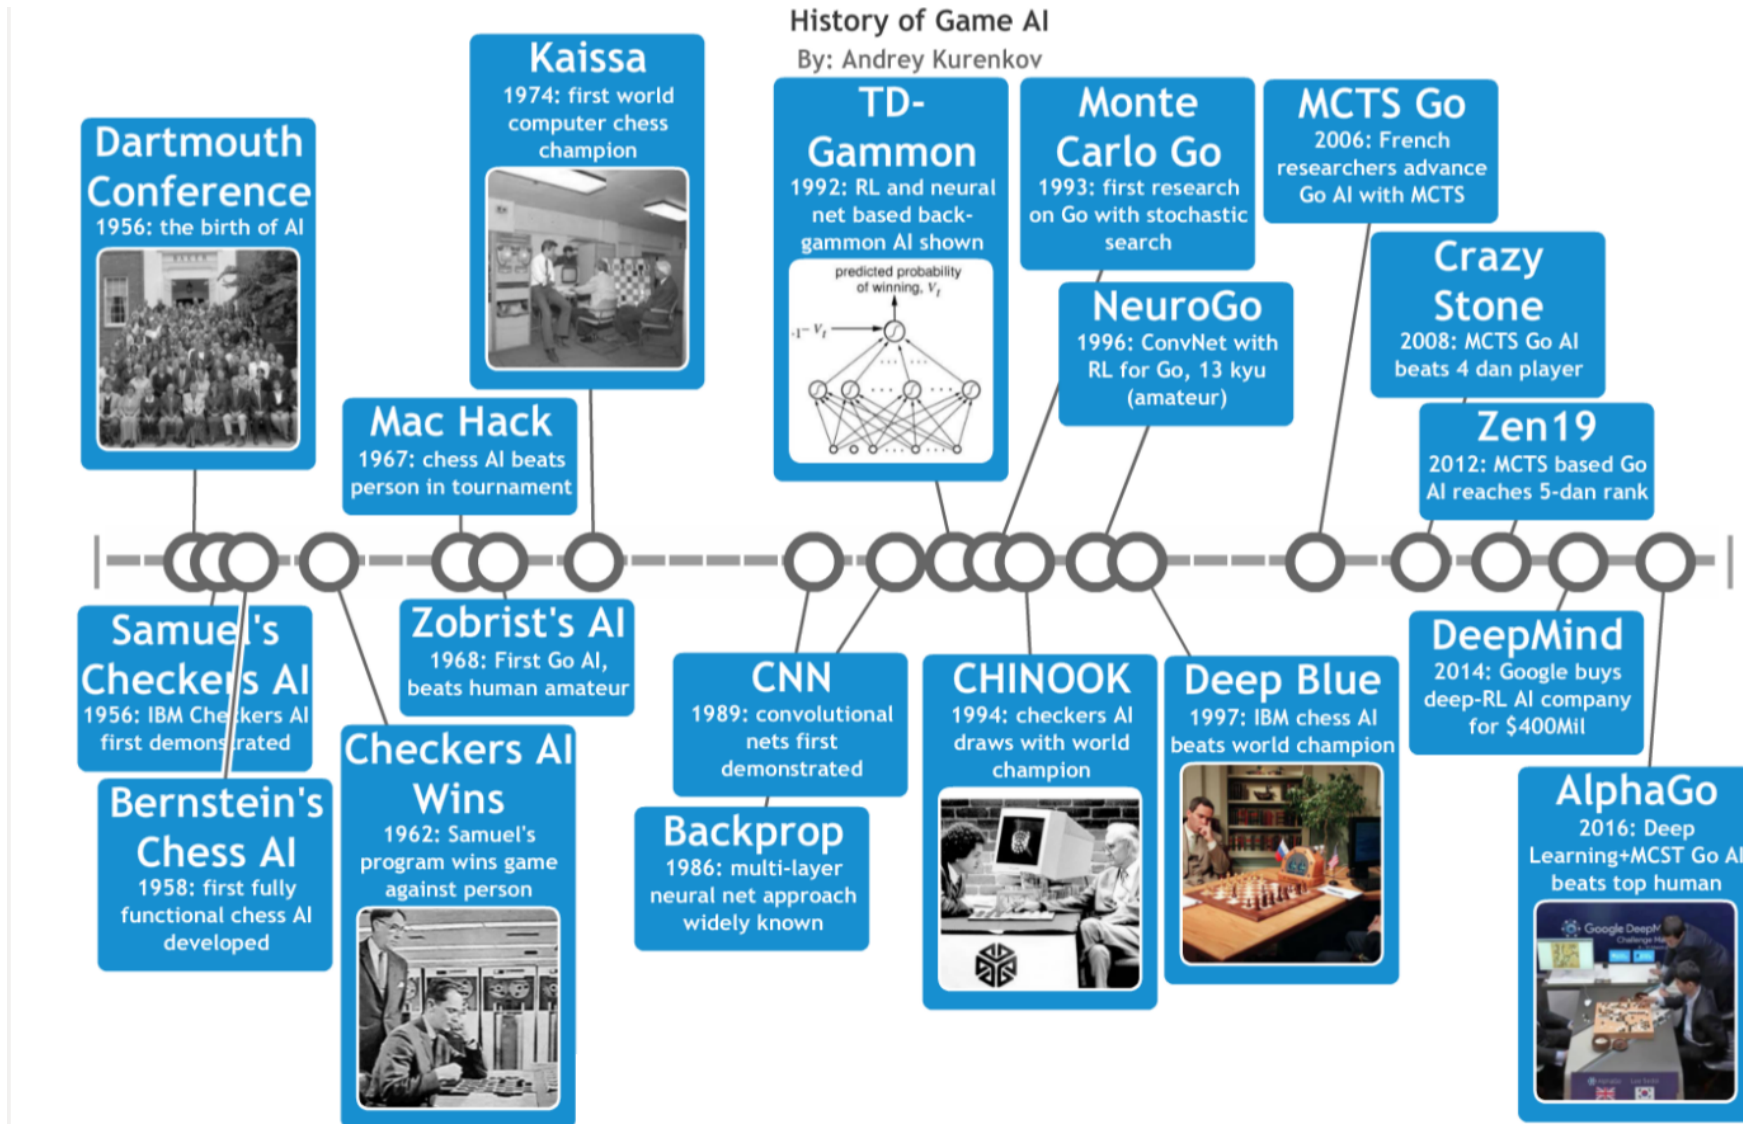 History of Game AI
By: Andrey Kurenkov
Dartmouth
Conference
1956: the birth of AI
Kaissa
1974: first world
computer chess
champion
Mac Hack
1967: chess AI beats
person in tournament
TD-
Gammon
1992: RL and neural
net based back-
gammon AI shown
predicted probability
of winning, Vt
-1- Vt
Monte
Carlo Go
1993: first research
on Go with stochastic
search
NeuroGo
1996: ConvNet with
RL for Go, 13 kyu
(amateur)
MCTS Go
2006: French
researchers advance
Go AI with MCTS
Crazy
Stone
2008: MCTS Go AI
beats 4 dan player
Zen19
2012: MCTS based Go
AI reaches 5-dan rank
Samuel's
Checkers AI
1956: IBM Checkers AI
first demonstrated
Bernstein's
Chess AI
1958: first fully
functional chess AI
developed
Checkers AI
Wins
1962: Samuel's
program wins game
against person
Zobrist's AI
1968: First Go AI,
beats human amateur
CNN
1989: convolutional
nets first
demonstrated
Backprop
1986: multi-layer
neural net approach
widely known
CHINOOK
1994: checkers AI
draws with world
champion
Deep Blue
1997: IBM chess AI
beats world champion
DeepMind
2014: Google buys
deep-RL AI company
for $400Mil
AlphaGo
2016: Deep
Learning+MCST Go AI
beats top human
Google DeepM
Challenge